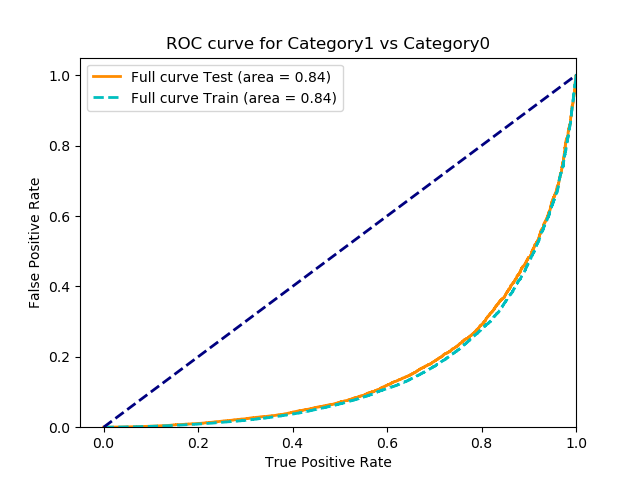 ROC curve for Category1 vs Category0
1.0
0.8
0.6
0.4
0.2
0.0
False Positive Rate
Full curve Test (area = 0.84)
Full curve Train (area = 0.84)
0.0 0.2 0.4 0.6 0.8 1.0
True Positive Rate